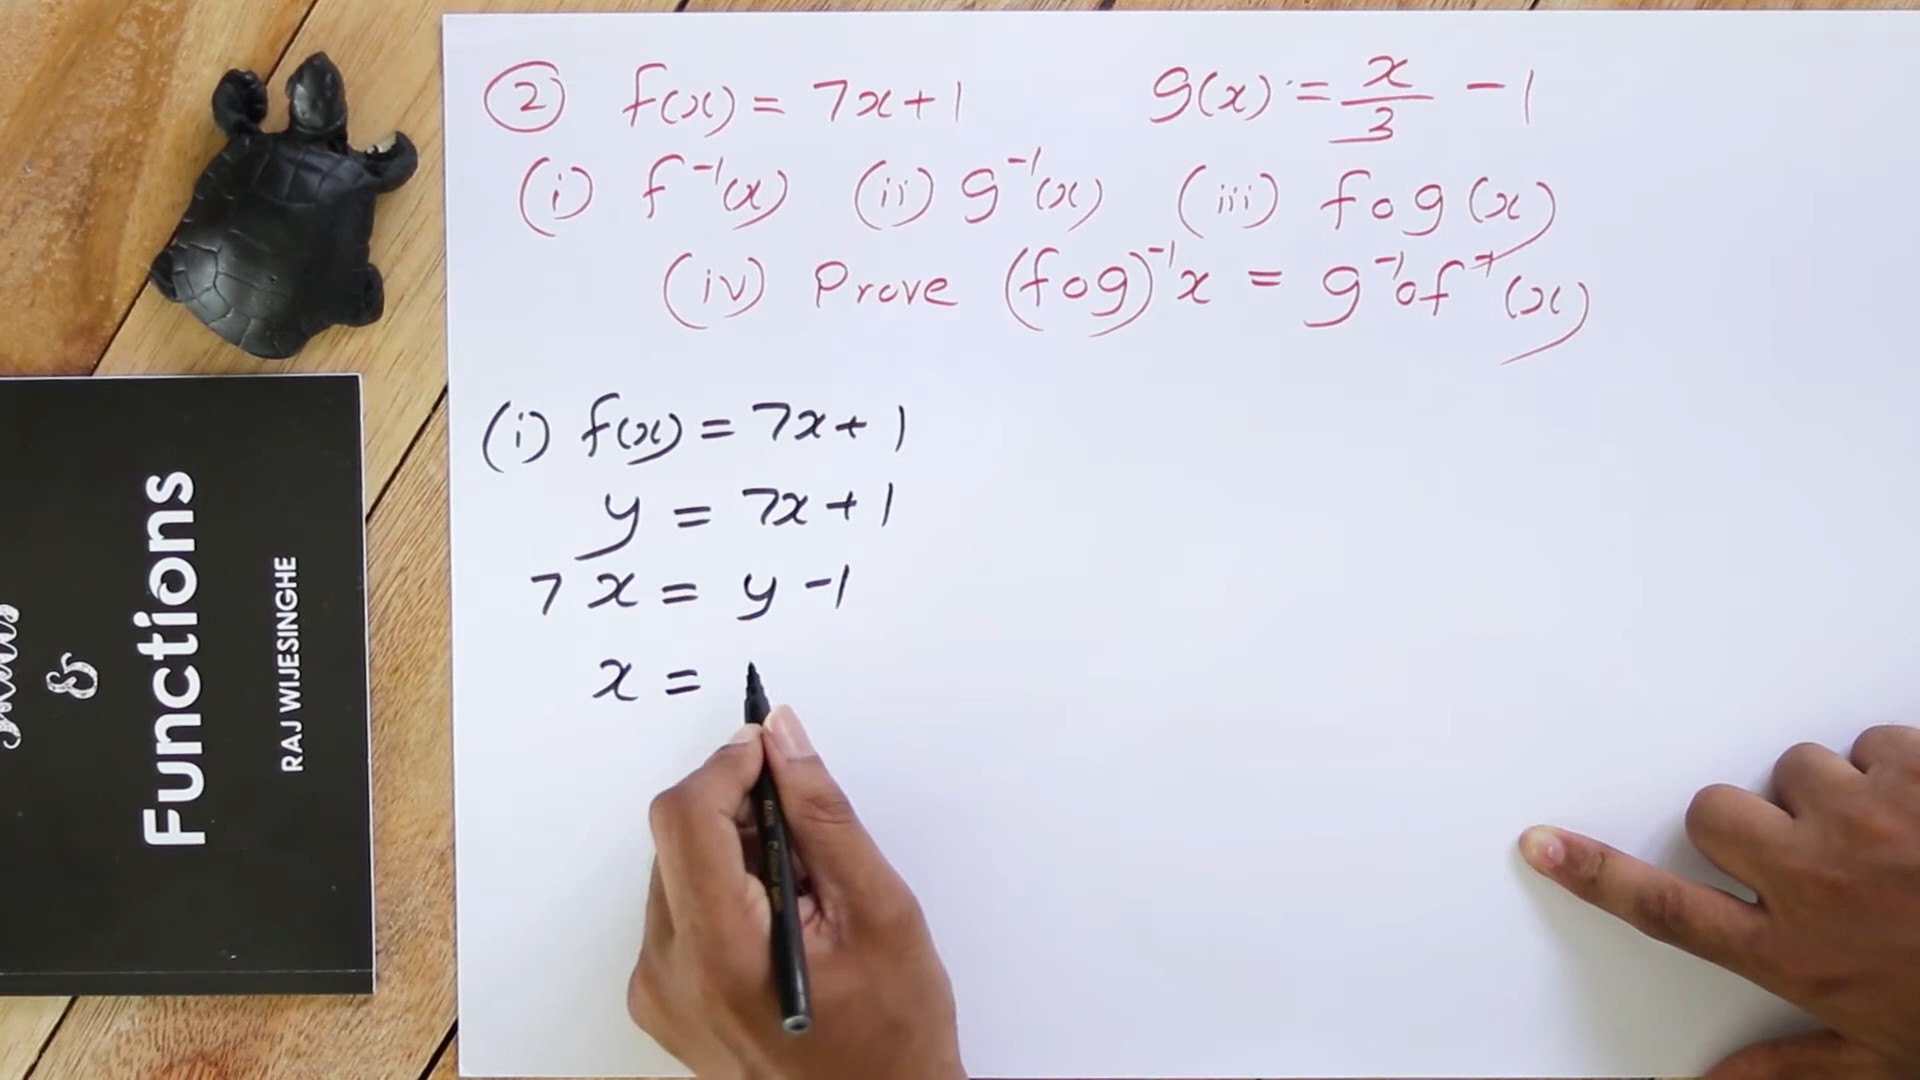 ② f(x) = 7x+1 g(x) = x/3 - 1
(i) f⁻¹(x) (ii) g⁻¹(x) (iii) fog(x)
(iv) Prove (fog)⁻¹x = g⁻¹of⁻¹(x)
(i) f(x) = 7x+1
y = 7x+1
7x = y-1
x =
&
Functions
RAJ WIJESINGHE